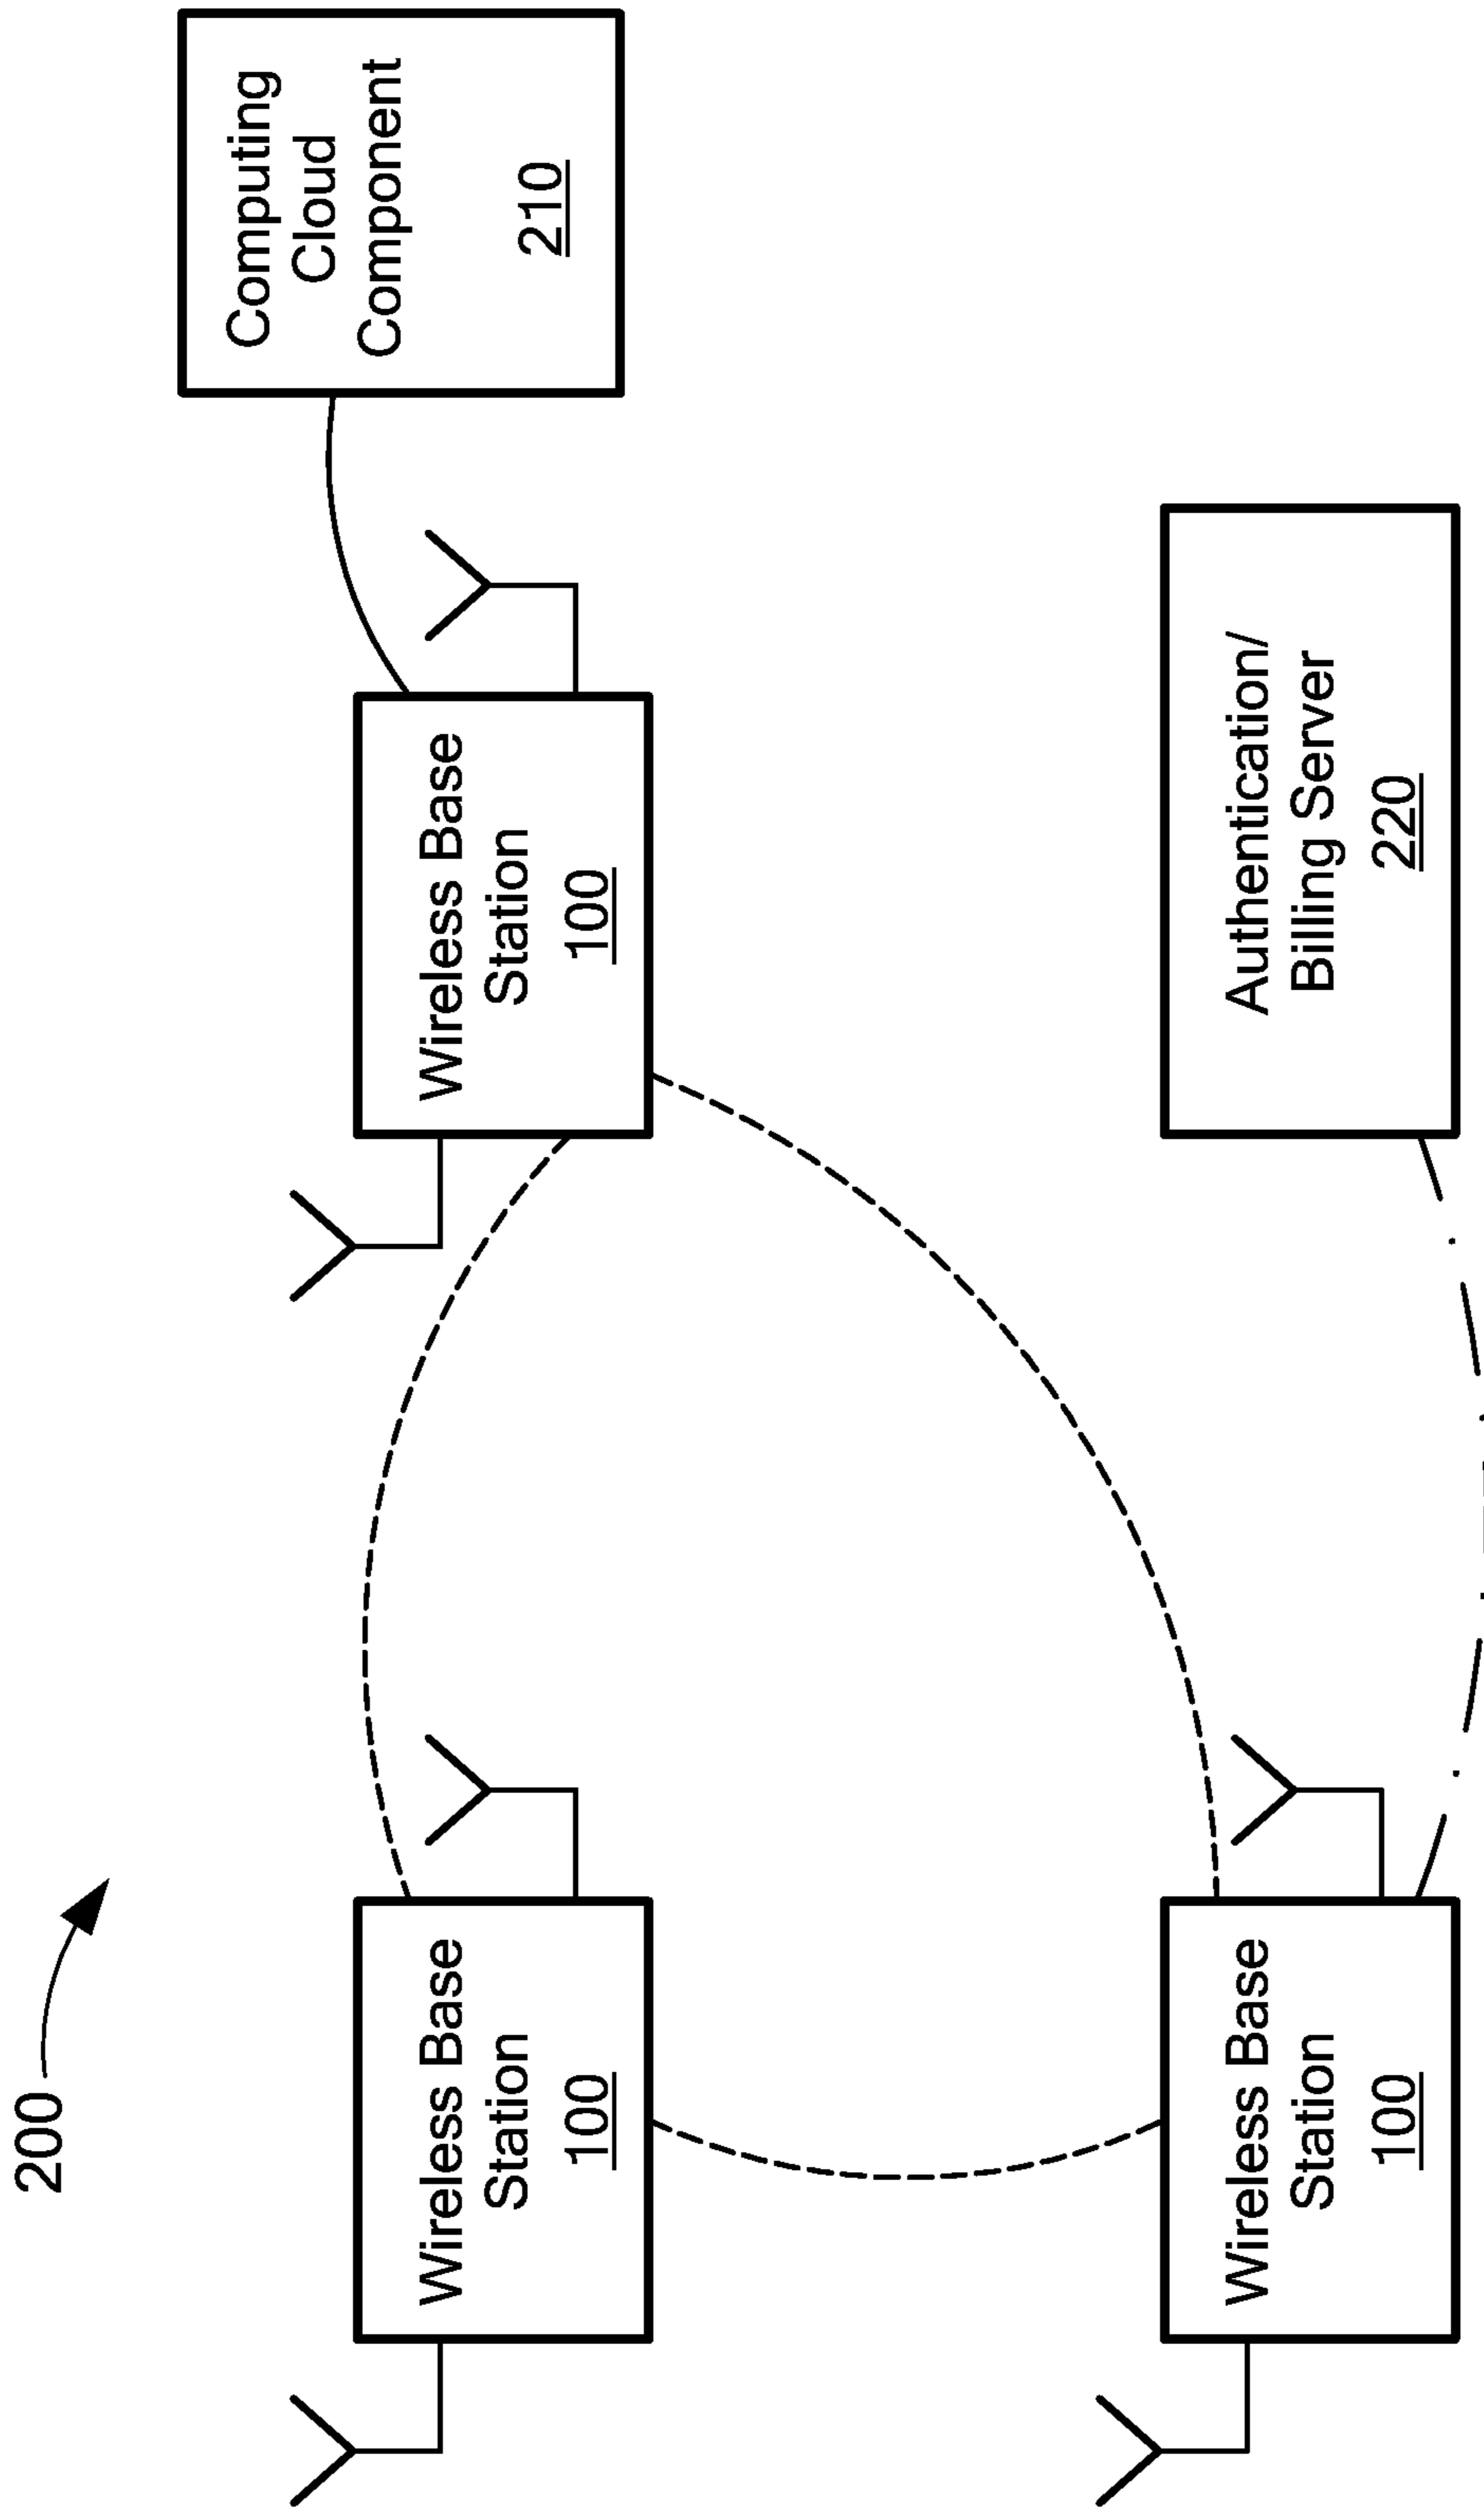 200
Wireless Base
Station
100
Wireless Base
Station
100
Computing
Cloud
Component
210
Wireless Base
Station
100
Authentication/
Billing Server
220